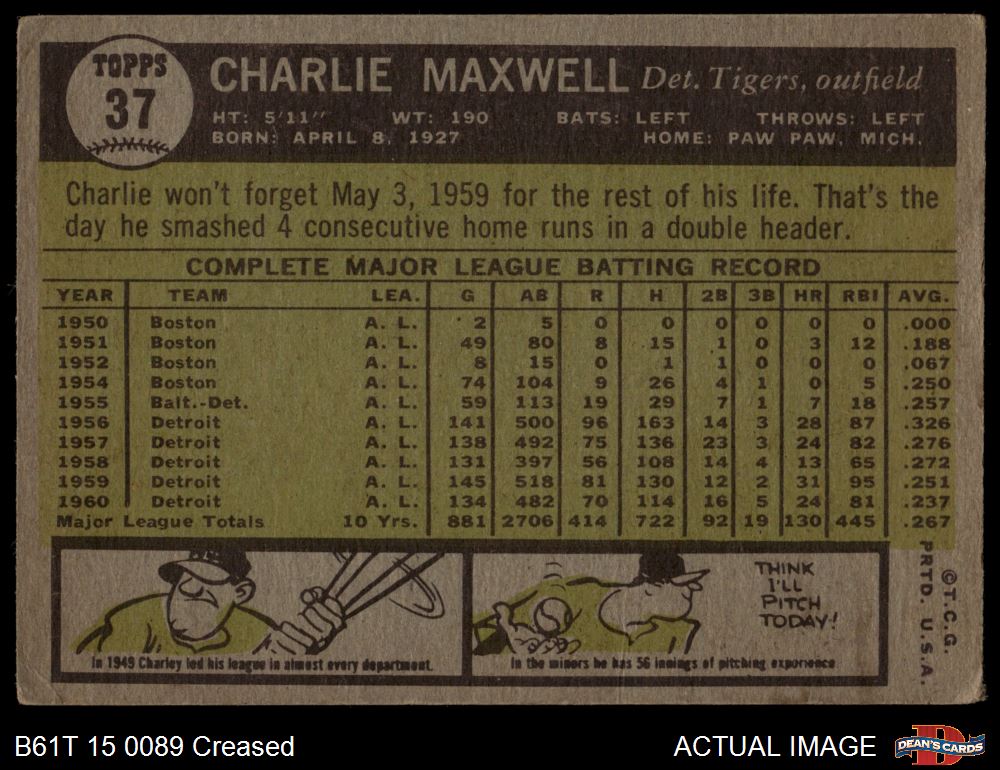 TOPPS
37
CHARLIE MAXWELL Det. Tigers, outfield
HT: 5'11" WT: 190 BATS: LEFT THROWS: LEFT
BORN: APRIL 8, 1927 HOME: PAW PAW, MICH.
Charlie won't forget May 3, 1959 for the rest of his life. That's the
day he smashed 4 consecutive home runs in a double header.
COMPLETE MAJOR LEAGUE BATTING RECORD
YEAR TEAM LEA. G AB R H 2B 3B HR RBI AVG.
1950 Boston A. L. 2 5 0 0 0 0 0 0 .000
1951 Boston A. L. 49 80 8 15 1 0 3 12 .188
1952 Boston A. L. 8 15 0 1 1 0 0 0 .067
1954 Boston A. L. 74 104 9 26 4 1 0 5 .250
1955 Balt.-Det. A. L. 59 113 19 29 7 1 7 18 .257
1956 Detroit A. L. 141 500 96 163 14 3 28 87 .326
1957 Detroit A. L. 138 492 75 136 23 3 24 82 .276
1958 Detroit A. L. 131 397 56 108 14 4 13 65 .272
1959 Detroit A. L. 145 518 81 130 12 2 31 95 .251
1960 Detroit A. L. 134 482 70 114 16 5 24 81 .237
Major League Totals 10 Yrs. 881 2706 414 722 92 19 130 445 .267
THINK
I'LL
PITCH
TODAY!
In 1949 Charley led his league in almost every department.
In the minors he has 56 innings of pitching experience
© T.C.G.
PRTD. U.S.A.
B61T 15 0089 Creased
ACTUAL IMAGE
DEAN'S CARDS